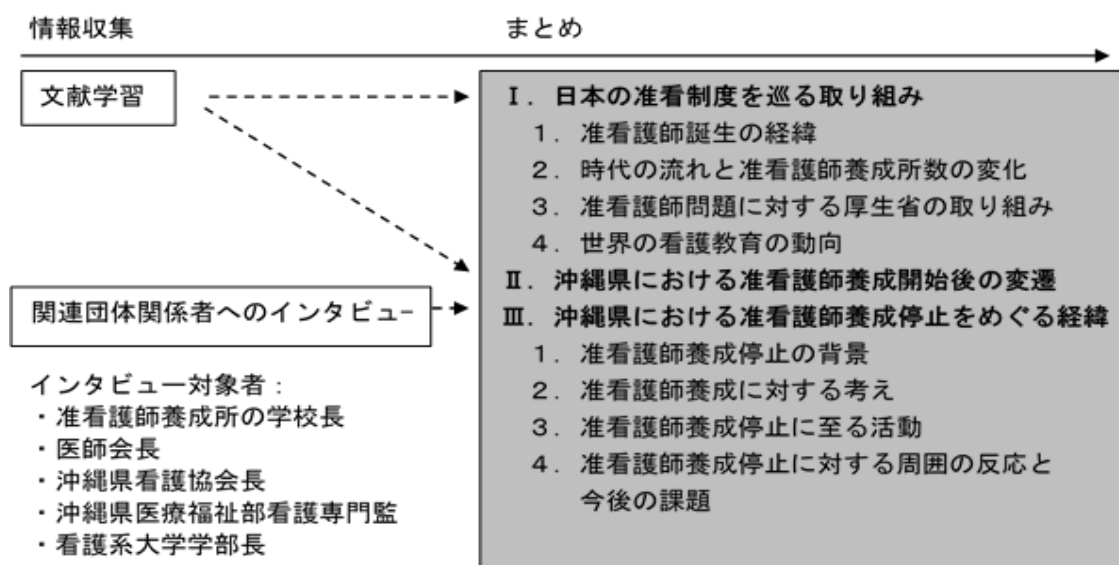 情報収集
まとめ
文献学習
関連団体関係者へのインタビュー
インタビュー対象者：
・准看護師養成所の学校長
・医師会長
・沖縄県看護協会長
・沖縄県医療福祉部看護専門監
・看護系大学学部長
Ⅰ．日本の准看制度を巡る取り組み
１．准看護師誕生の経緯
２．時代の流れと准看護師養成所数の変化
３．准看護師問題に対する厚生省の取り組み
４．世界の看護教育の動向
Ⅱ．沖縄県における准看護師養成開始後の変遷
Ⅲ．沖縄県における准看護師養成停止をめぐる経緯
１．准看護師養成停止の背景
２．准看護師養成に対する考え
３．准看護師養成停止に至る活動
４．准看護師養成停止に対する周囲の反応と
今後の課題